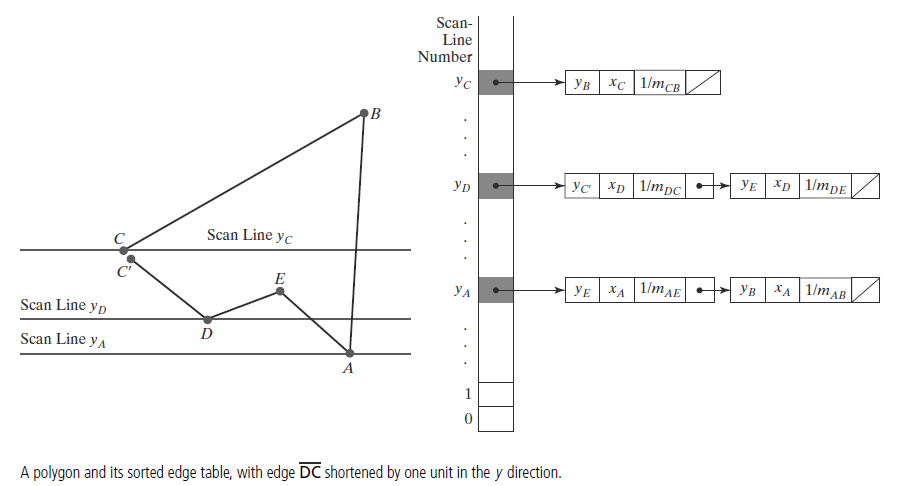 Scan-
Line
Number
y_C
y_B x_C 1/m_CB
B
y_D
y_C' x_D 1/m_DC
y_E x_D 1/m_DE
C
Scan Line y_C
C'
E
y_A
y_E x_A 1/m_AE
y_B x_A 1/m_AB
Scan Line y_D
D
Scan Line y_A
A
1
0
A polygon and its sorted edge table, with edge D̅C̅ shortened by one unit in the y direction.